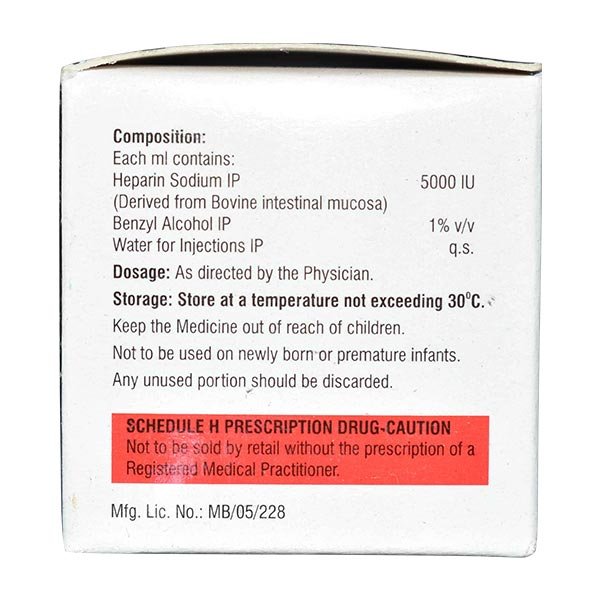 Composition:
Each ml contains:
Heparin Sodium IP 5000 IU
(Derived from Bovine intestinal mucosa)
Benzyl Alcohol IP 1% v/v
Water for Injections IP q.s.
Dosage: As directed by the Physician.
Storage: Store at a temperature not exceeding 30⁰C.
Keep the Medicine out of reach of children.
Not to be used on newly born or premature infants.
Any unused portion should be discarded.
SCHEDULE H PRESCRIPTION DRUG-CAUTION
Not to be sold by retail without the prescription of a
Registered Medical Practitioner.
Mfg. Lic. No.: MB/05/228